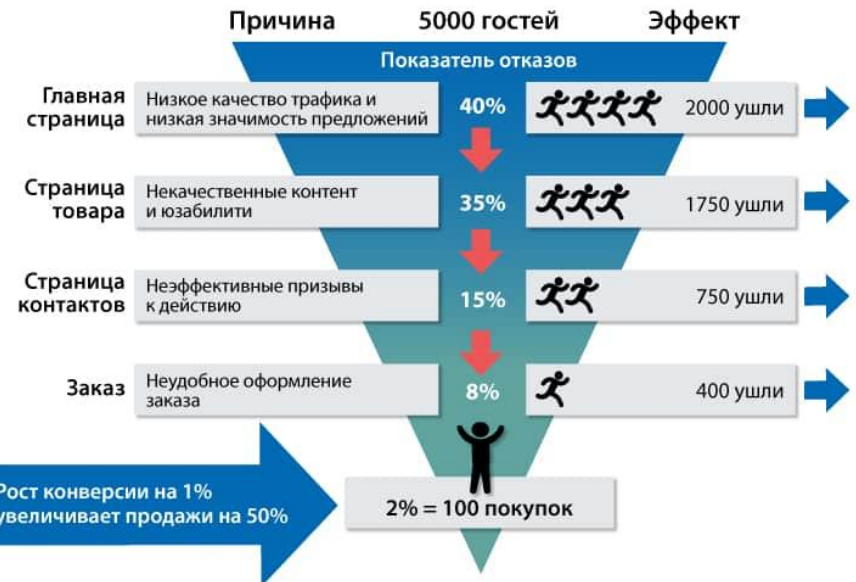 Причина 5000 гостей Эффект
Показатель отказов
Главная
страница
Низкое качество трафика и
низкая значимость предложений
40%
2000 ушли
Страница
товара
Некачественные контент
и юзабилити
35%
1750 ушли
Страница
контактов
Неэффективные призывы
к действию
15%
750 ушли
Заказ
Неудобное оформление
заказа
8%
400 ушли
Рост конверсии на 1%
увеличивает продажи на 50%
2% = 100 покупок